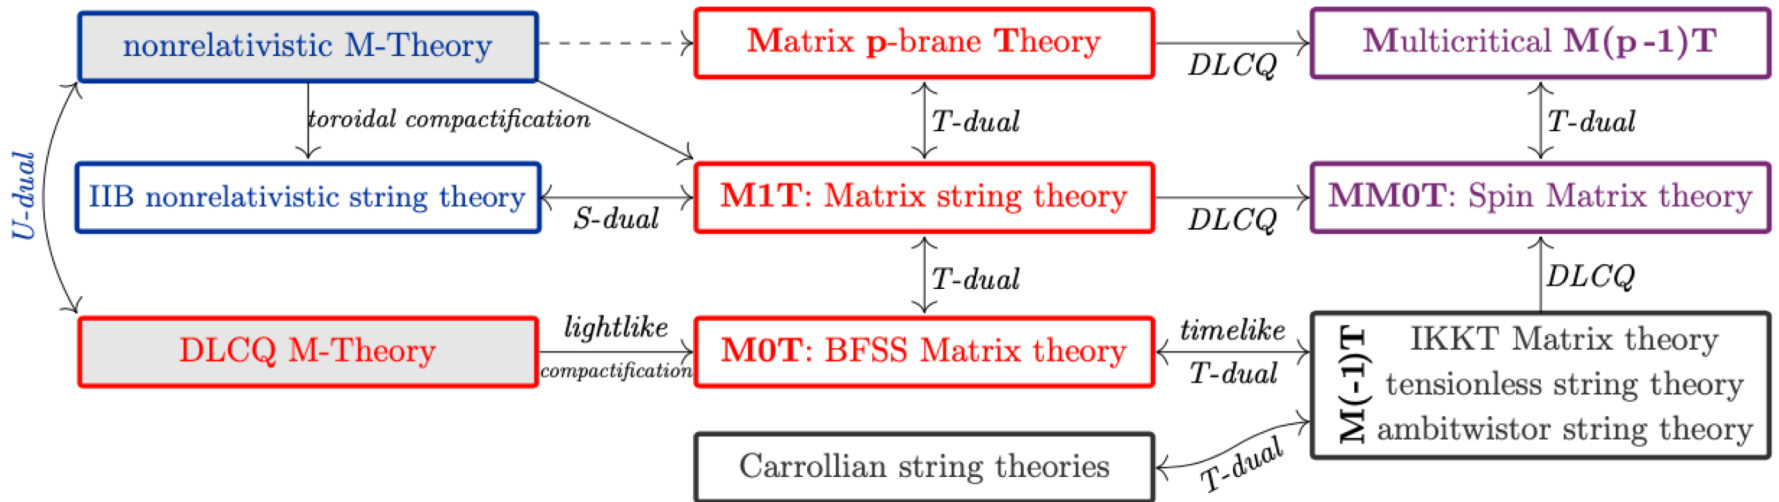 nonrelativistic M-Theory
Matrix p-brane Theory
DLCQ
Multicritical M(p-1)T
toroidal compactification
T-dual
T-dual
U-dual
IIB nonrelativistic string theory
S-dual
M1T: Matrix string theory
DLCQ
MM0T: Spin Matrix theory
T-dual
DLCQ
DLCQ M-Theory
lightlike
compactification
M0T: BFSS Matrix theory
timelike
T-dual
M(-1)T
IKKT Matrix theory
tensionless string theory
ambitwistor string theory
Carrollian string theories
T-dual